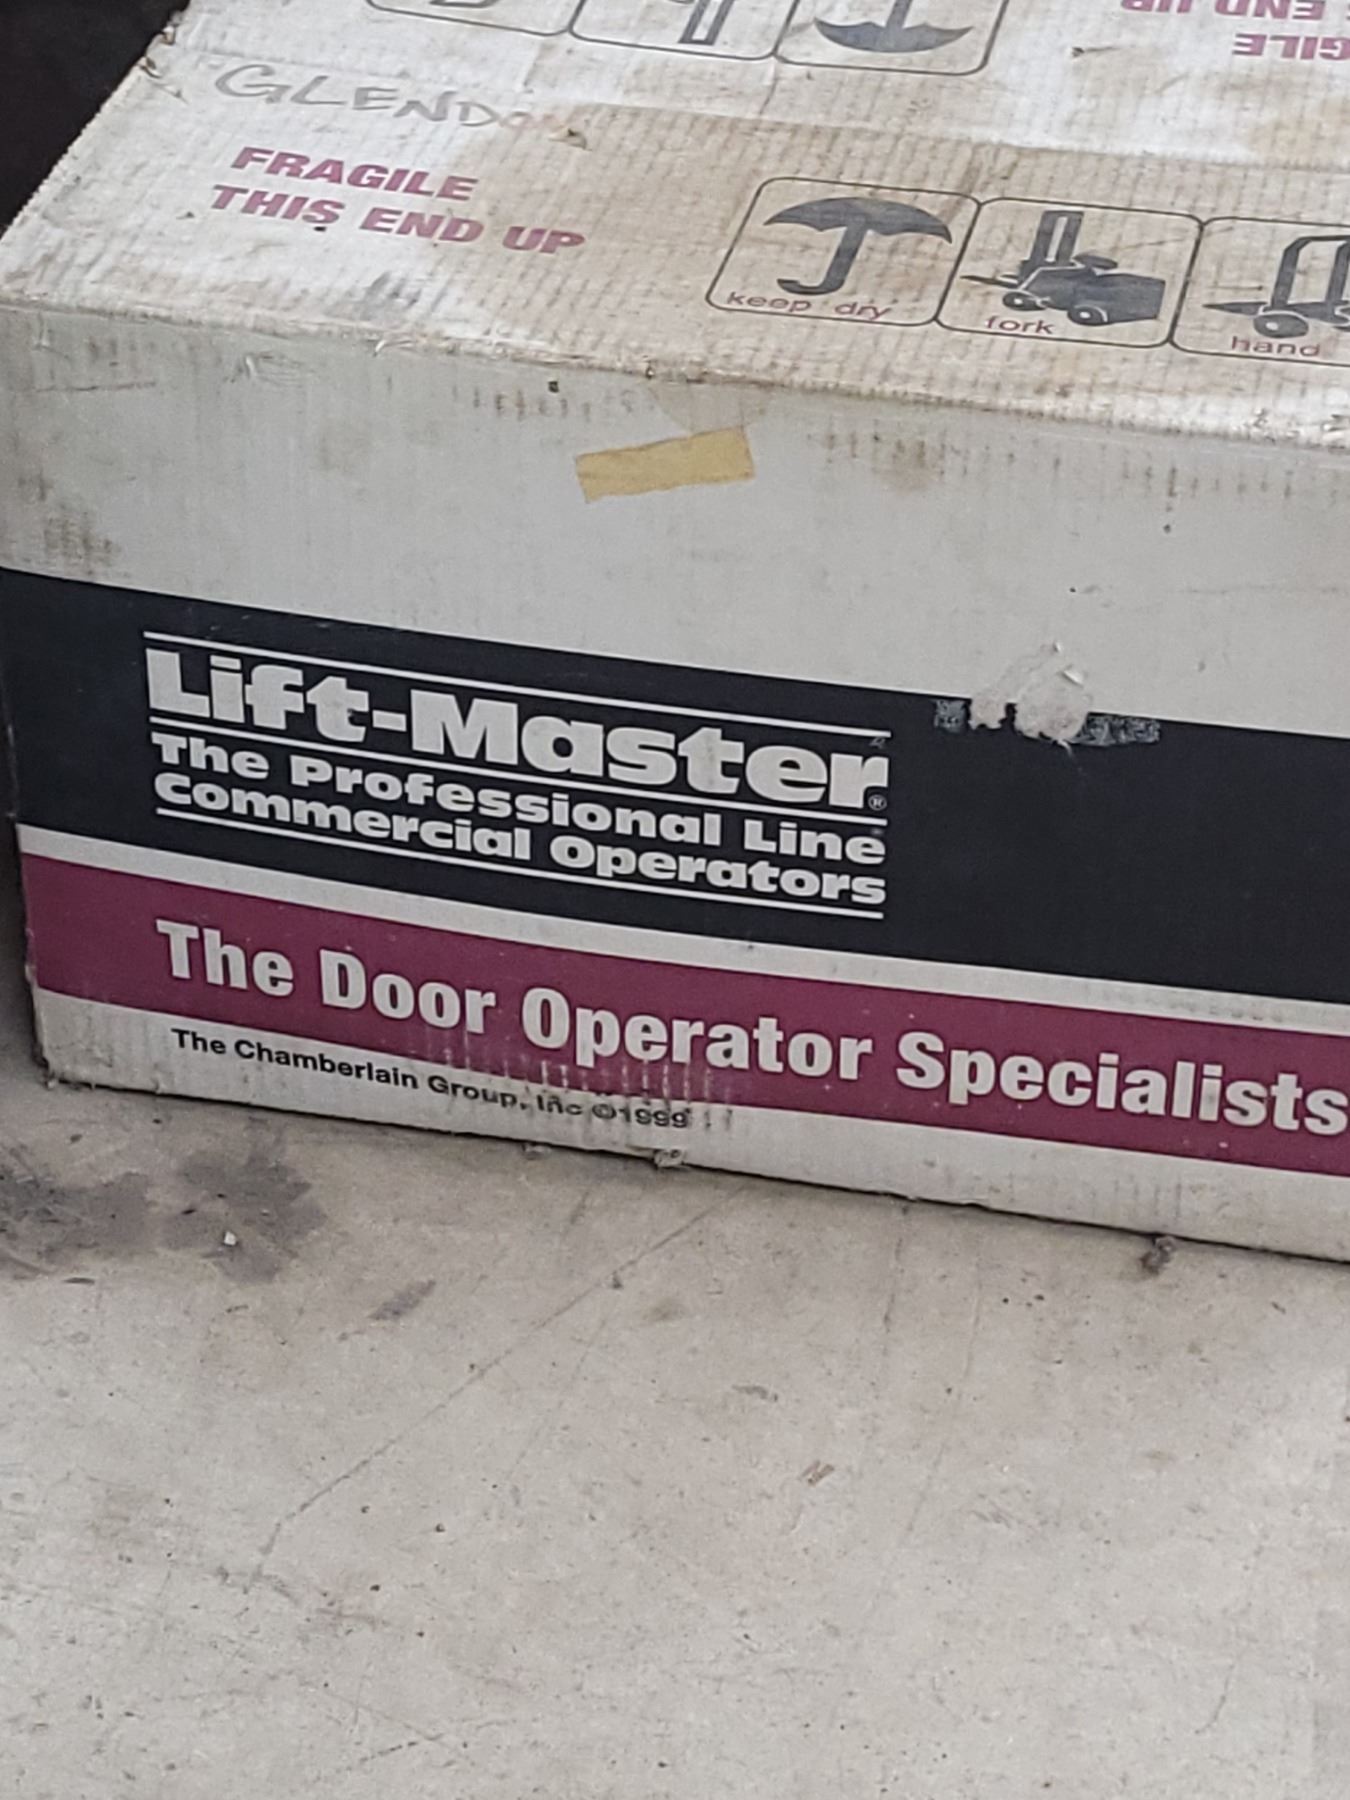 GLENDO
FRAGILE
THIS END UP
keep dry
fork
hand
Lift-Master®
The Professional Line
Commercial Operators
The Door Operator Specialists
The Chamberlain Group, Inc ©1999